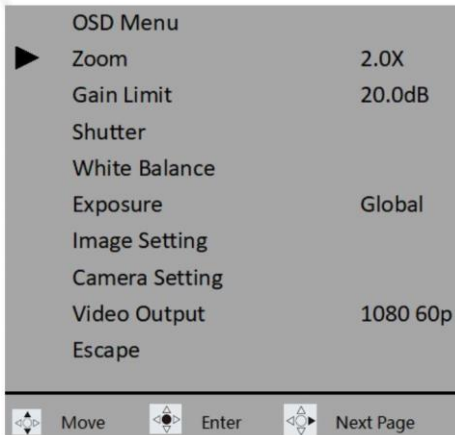 OSD Menu
Zoom 2.0X
Gain Limit 20.0dB
Shutter
White Balance
Exposure Global
Image Setting
Camera Setting
Video Output 1080 60p
Escape
Move Enter Next Page